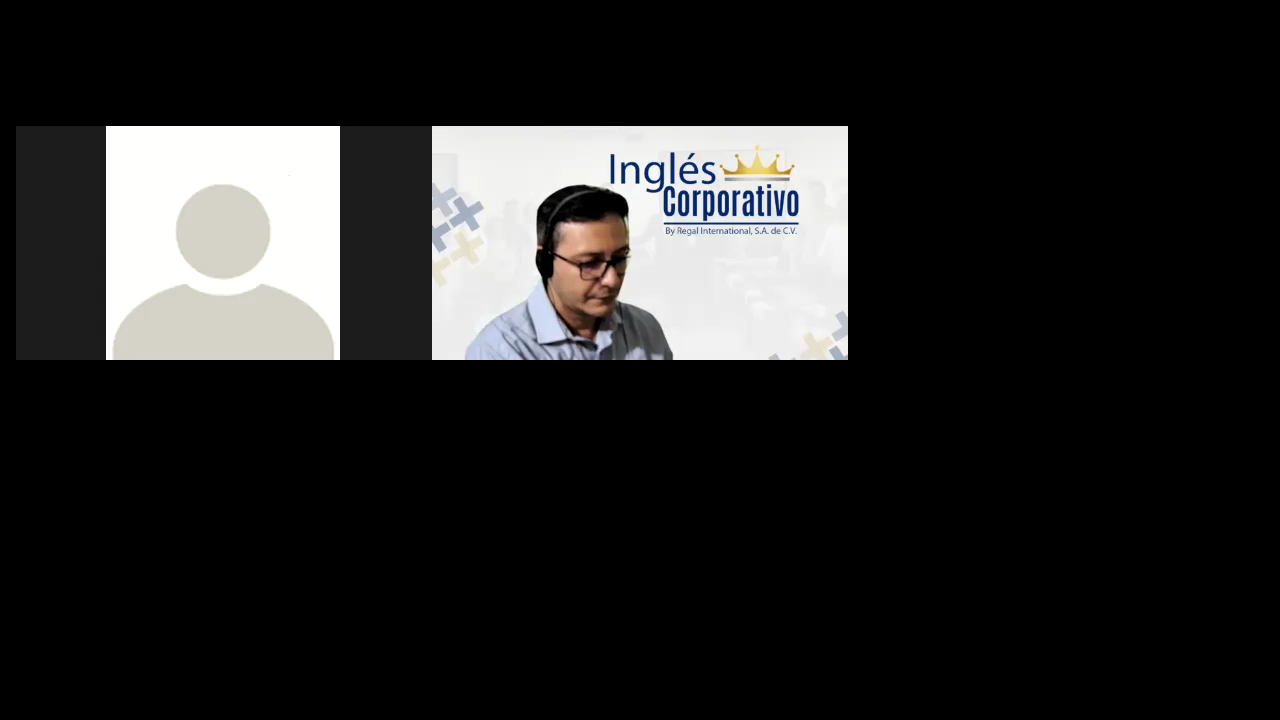 Inglés
Corporativo
By Regal International, S.A. de C.V.